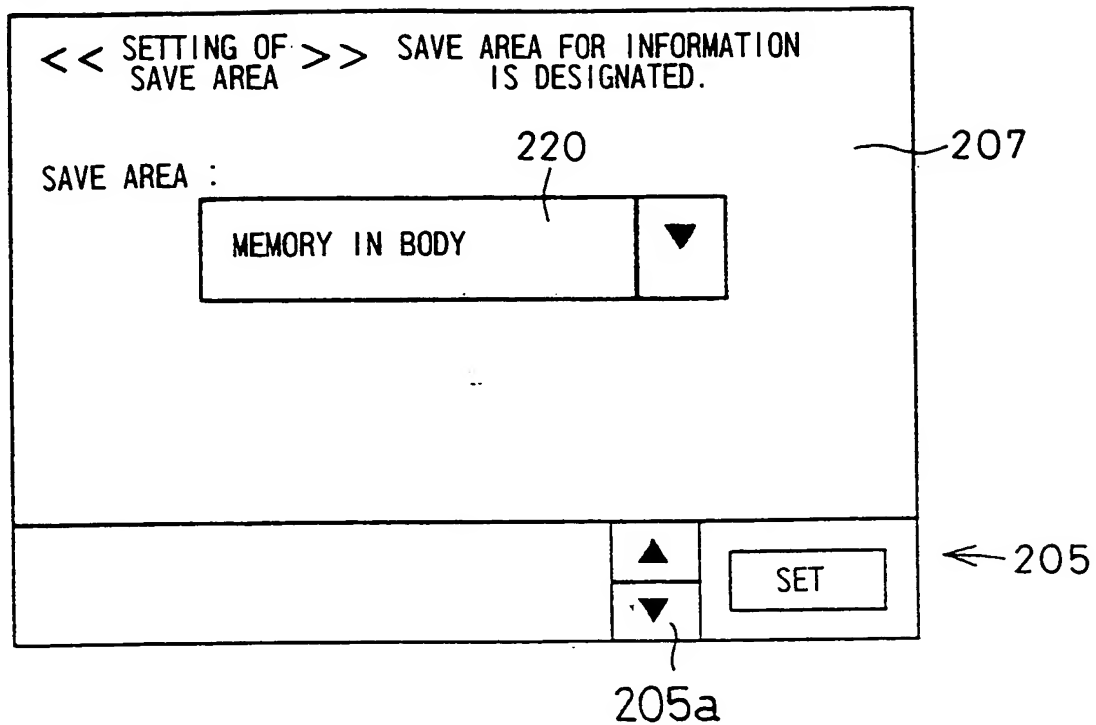 << SETTING OF SAVE AREA >> SAVE AREA FOR INFORMATION IS DESIGNATED.
220
207
SAVE AREA :
MEMORY IN BODY ▼
▲
SET
205
▼
205a